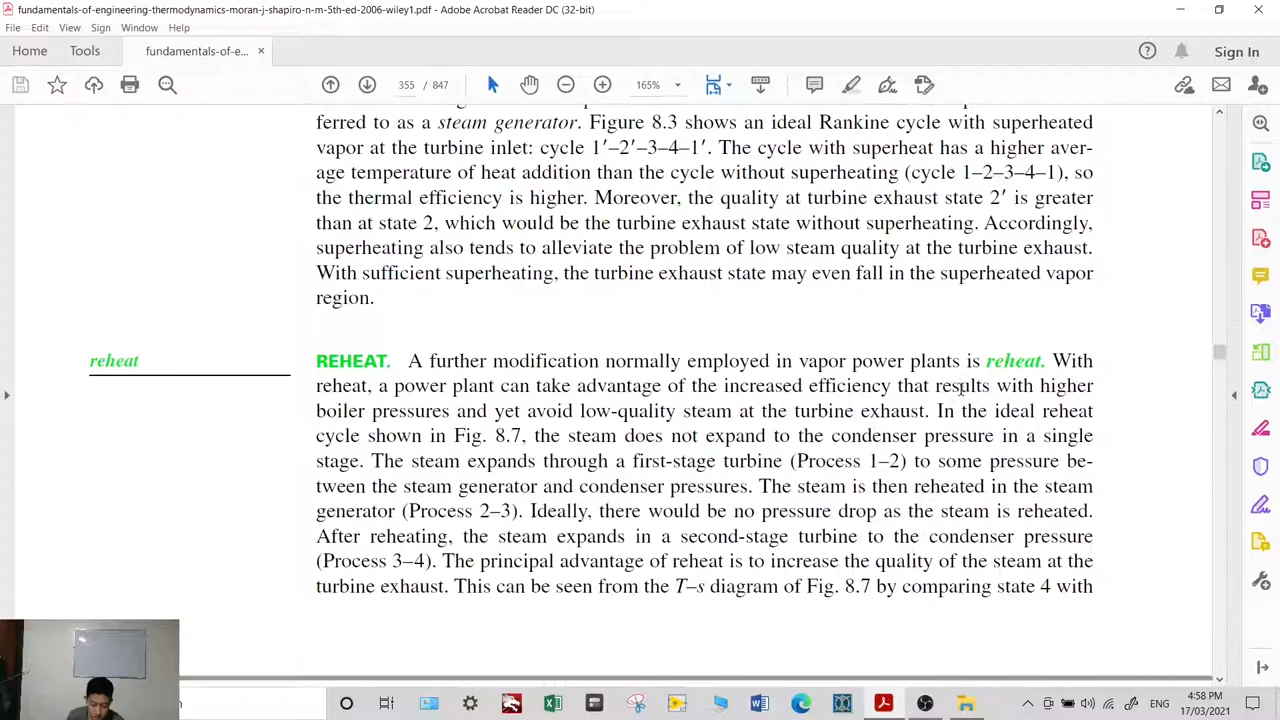 fundamentals-of-engineering-thermodynamics-moran-j-shapiro-n-m-5th-ed-2006-wiley1.pdf - Adobe Acrobat Reader DC (32-bit)
File Edit View Sign Window Help
Home Tools fundamentals-of-e... × Sign In
355 / 847 165%
ferred to as a steam generator. Figure 8.3 shows an ideal Rankine cycle with superheated
vapor at the turbine inlet: cycle 1′–2′–3–4–1′. The cycle with superheat has a higher aver-
age temperature of heat addition than the cycle without superheating (cycle 1–2–3–4–1), so
the thermal efficiency is higher. Moreover, the quality at turbine exhaust state 2′ is greater
than at state 2, which would be the turbine exhaust state without superheating. Accordingly,
superheating also tends to alleviate the problem of low steam quality at the turbine exhaust.
With sufficient superheating, the turbine exhaust state may even fall in the superheated vapor
region.
reheat
REHEAT. A further modification normally employed in vapor power plants is reheat. With
reheat, a power plant can take advantage of the increased efficiency that results with higher
boiler pressures and yet avoid low-quality steam at the turbine exhaust. In the ideal reheat
cycle shown in Fig. 8.7, the steam does not expand to the condenser pressure in a single
stage. The steam expands through a first-stage turbine (Process 1–2) to some pressure be-
tween the steam generator and condenser pressures. The steam is then reheated in the steam
generator (Process 2–3). Ideally, there would be no pressure drop as the steam is reheated.
After reheating, the steam expands in a second-stage turbine to the condenser pressure
(Process 3–4). The principal advantage of reheat is to increase the quality of the steam at the
turbine exhaust. This can be seen from the T–s diagram of Fig. 8.7 by comparing state 4 with
ENG
4:58 PM
17/03/2021